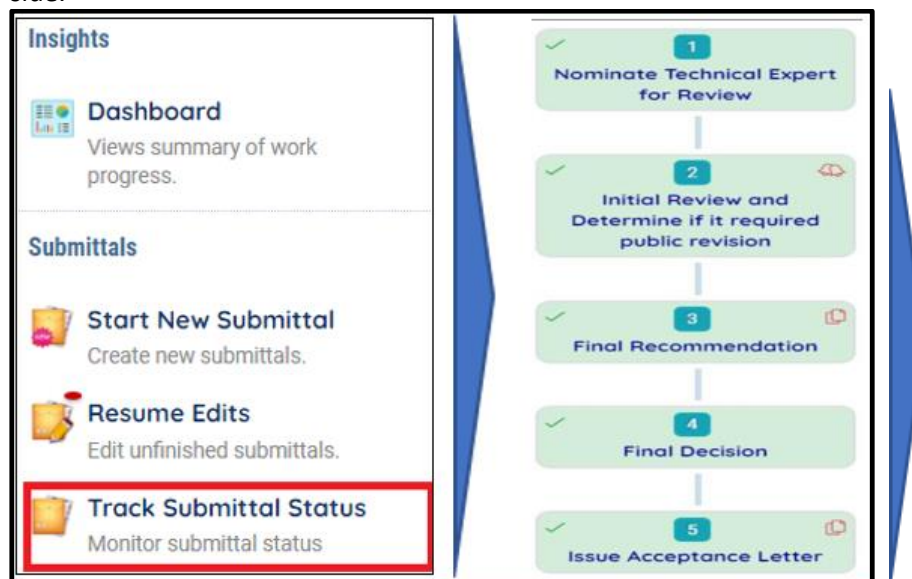 Insights
Dashboard
Views summary of work
progress.
Submittals
Start New Submittal
Create new submittals.
Resume Edits
Edit unfinished submittals.
Track Submittal Status
Monitor submittal status
1
Nominate Technical Expert
for Review
2
Initial Review and
Determine if it required
public revision
3
Final Recommendation
4
Final Decision
5
Issue Acceptance Letter